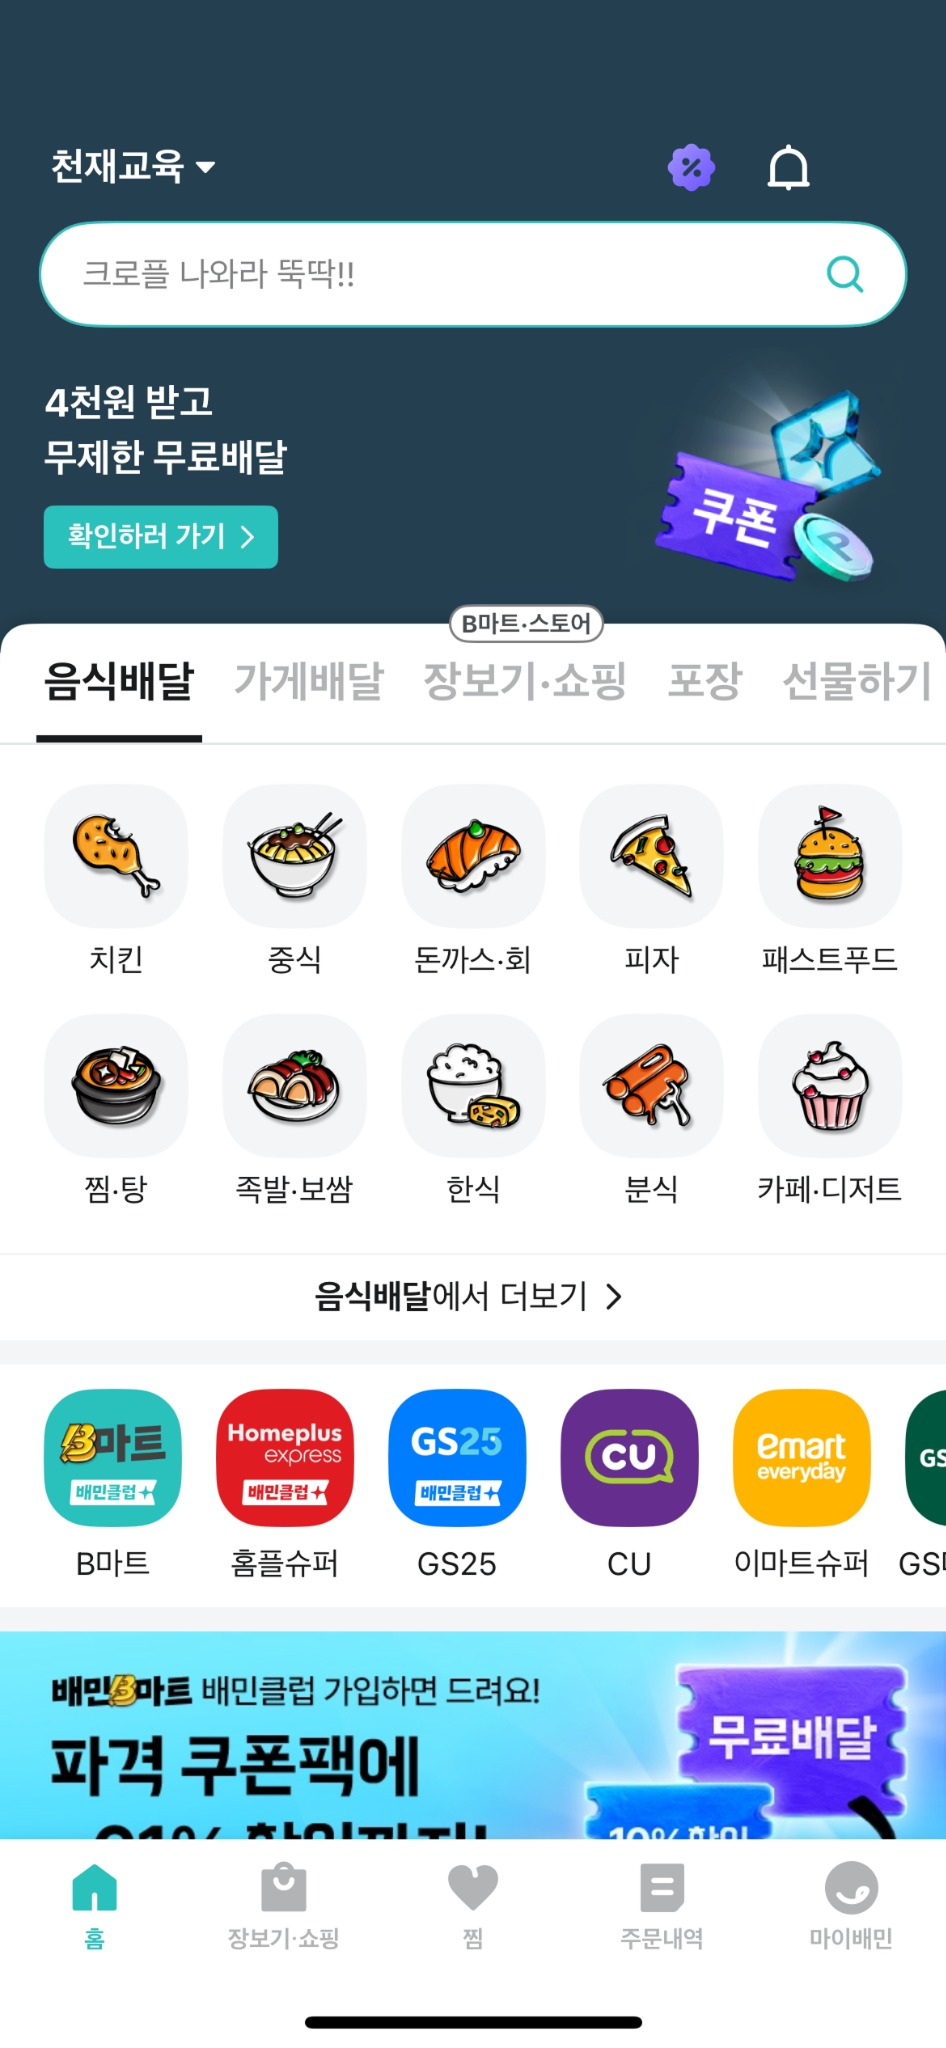 천재교육
크로플 나와라 뚝딱!!
4천원 받고
무제한 무료배달
확인하러 가기
쿠폰
P
B마트·스토어
음식배달 가게배달 장보기·쇼핑 포장 선물하기
치킨 중식 돈까스·회 피자 패스트푸드
찜·탕 족발·보쌈 한식 분식 카페·디저트
음식배달에서 더보기
B마트
배민클럽
Homeplus
express
배민클럽
GS25
배민클럽
CU
emart
everyday
GS
B마트 홈플슈퍼 GS25 CU 이마트슈퍼 GS
배민B마트 배민클럽 가입하면 드려요!
파격 쿠폰팩에
무료배달
10% 할인
홈 장보기·쇼핑 찜 주문내역 마이배민